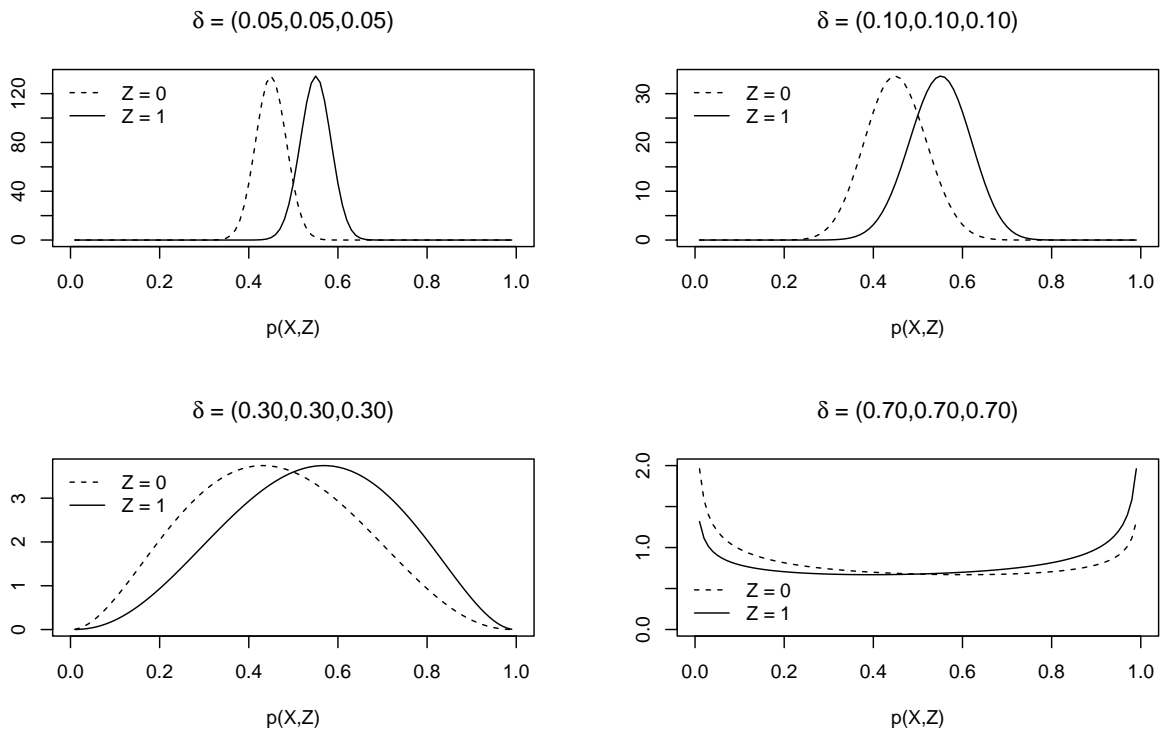 δ = (0.05,0.05,0.05)
120
80
40
0
Z = 0
Z = 1
0.0 0.2 0.4 0.6 0.8 1.0
p(X,Z)
δ = (0.10,0.10,0.10)
30
20
10
0
Z = 0
Z = 1
0.0 0.2 0.4 0.6 0.8 1.0
p(X,Z)
δ = (0.30,0.30,0.30)
3
2
1
0
Z = 0
Z = 1
0.0 0.2 0.4 0.6 0.8 1.0
p(X,Z)
δ = (0.70,0.70,0.70)
2.0
1.0
0.0
Z = 0
Z = 1
0.0 0.2 0.4 0.6 0.8 1.0
p(X,Z)